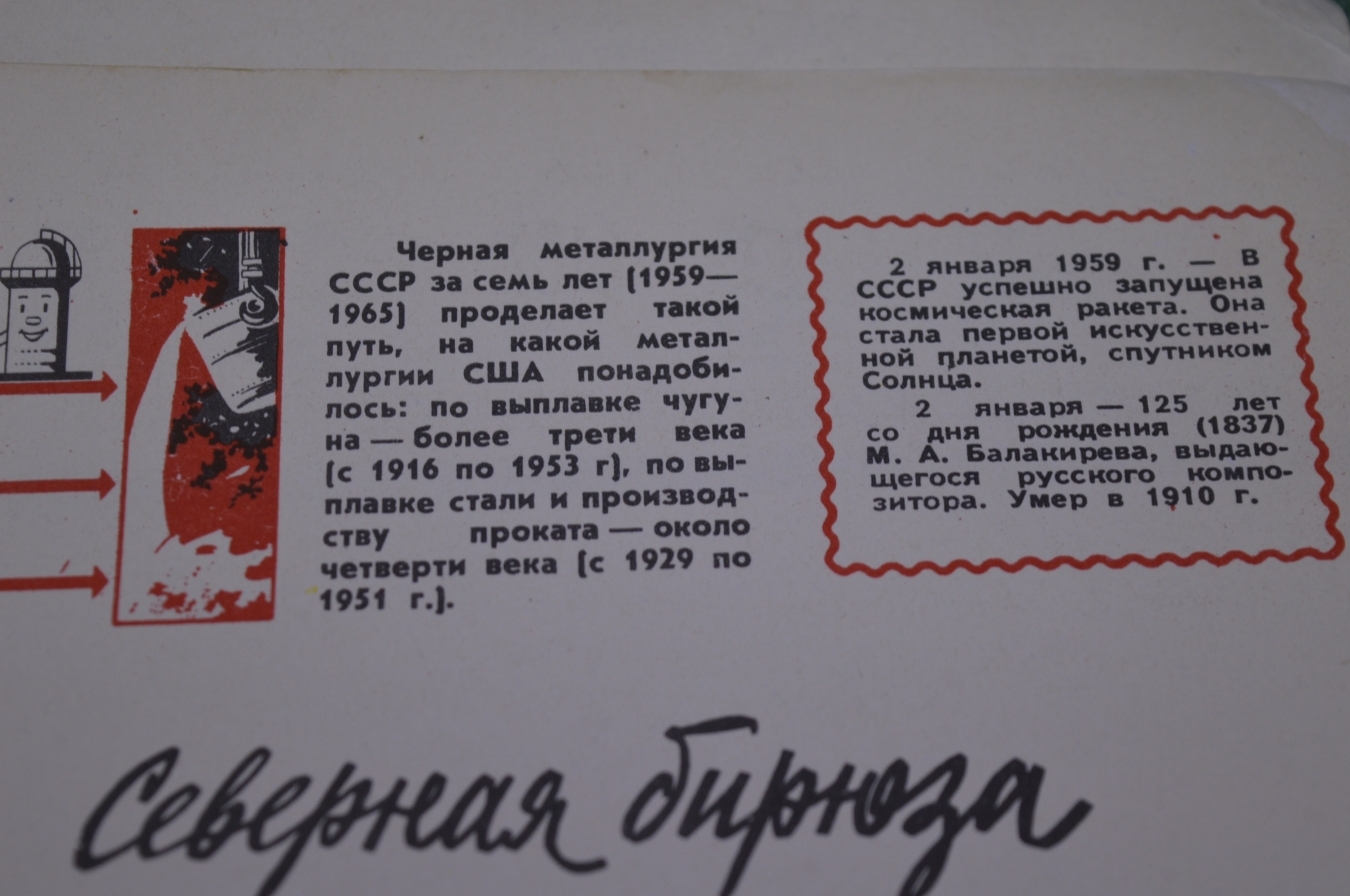 Черная металлургия
СССР за семь лет (1959—
1965) проделает такой
путь, на какой метал-
лургии США понадоби-
лось: по выплавке чугу-
на — более трети века
(с 1916 по 1953 г), по вы-
плавке стали и производ-
ству проката — около
четверти века (с 1929 по
1951 г.).
2 января 1959 г. — В
СССР успешно запущена
космическая ракета. Она
стала первой искусствен-
ной планетой, спутником
Солнца.
2 января — 125 лет
со дня рождения (1837)
М. А. Балакирева, выдаю-
щегося русского компо-
зитора. Умер в 1910 г.
Северная бирюза